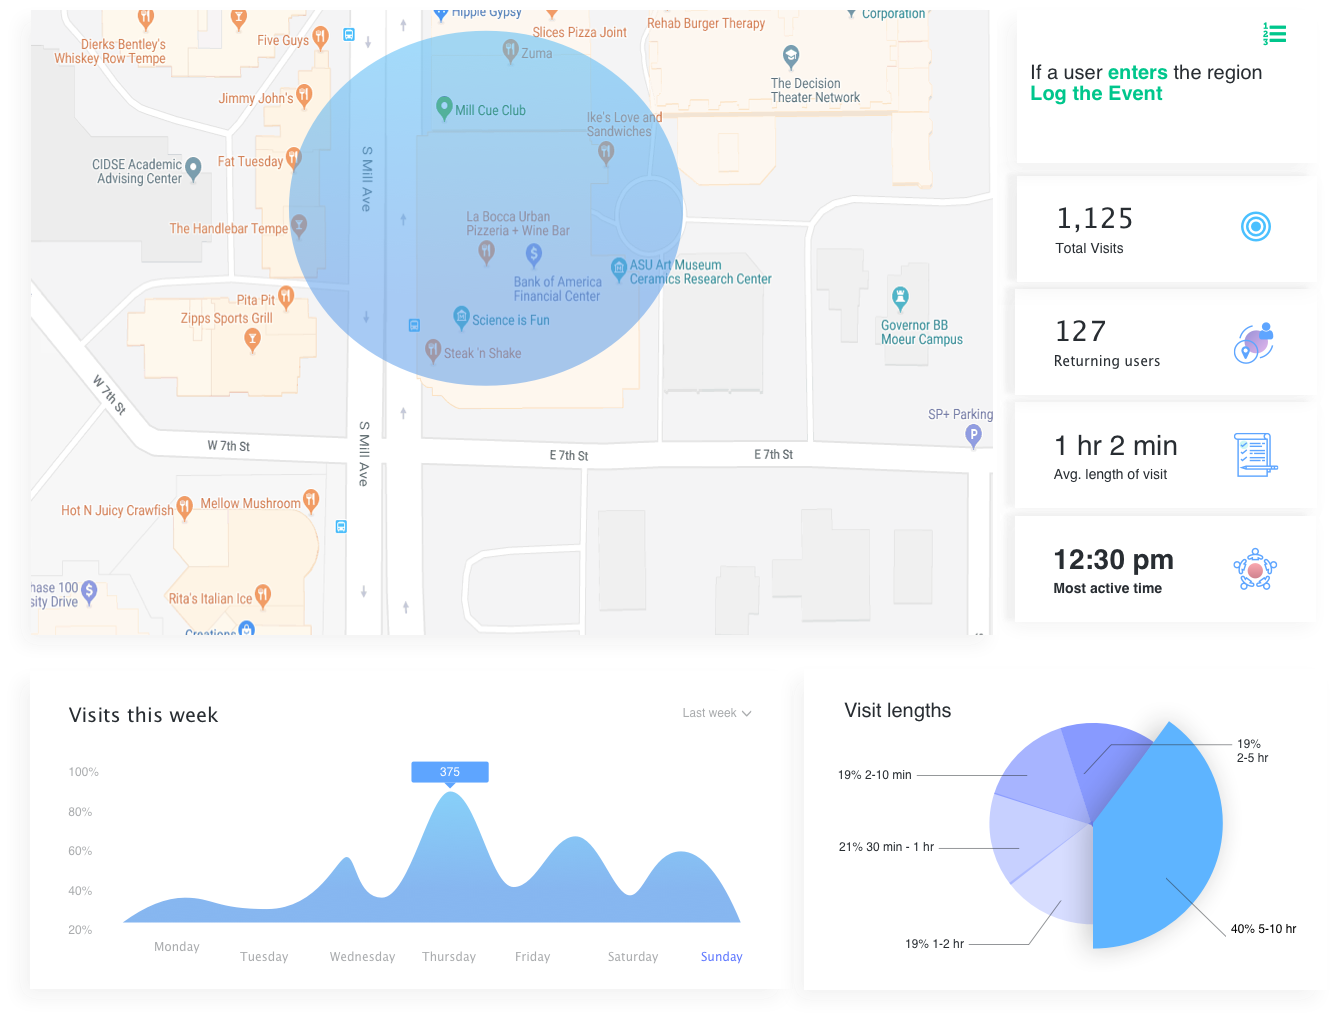 Hippie Gypsy
Slices Pizza Joint
Rehab Burger Therapy
Corporation
Dierks Bentley's
Whiskey Row Tempe
Five Guys
Zuma
The Decision
Theater Network
Jimmy John's
Mill Cue Club
Ike's Love and
Sandwiches
CIDSE Academic
Advising Center
Fat Tuesday
S Mill Ave
The Handlebar Tempe
La Bocca Urban
Pizzeria + Wine Bar
ASU Art Museum
Ceramics Research Center
Bank of America
Financial Center
Pita Pit
Zipps Sports Grill
Science is Fun
Steak 'n Shake
Governor BB
Moeur Campus
W 7th St
SP+ Parking
P
W 7th St
S Mill Ave
E 7th St
E 7th St
Hot N Juicy Crawfish
Mellow Mushroom
hase 100
sity Drive
Rita's Italian Ice
Creations
1
2
3
If a user enters the region
Log the Event
1,125
Total Visits
127
Returning users
1 hr 2 min
Avg. length of visit
12:30 pm
Most active time
Visits this week
Last week
100%
80%
60%
40%
20%
375
Monday
Tuesday
Wednesday
Thursday
Friday
Saturday
Sunday
Visit lengths
19%
2-5 hr
19% 2-10 min
21% 30 min - 1 hr
19% 1-2 hr
40% 5-10 hr